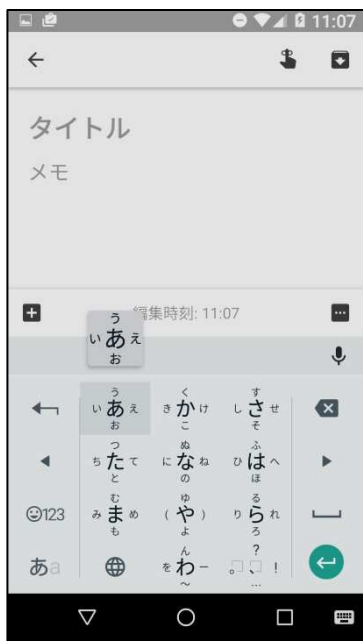 11:07
タイトル
メモ
編集時刻: 11:07
う
い あ え
お
う く す
い あ え き か け し さ せ
お こ そ
つ ぬ ふ
ち た て に な ね ひ は へ
と の ほ
む ゆ る
☺123 み ま め ( や ) り ら れ
も よ ろ
ん ?
あa を わ ー 。 、 !
〜 …